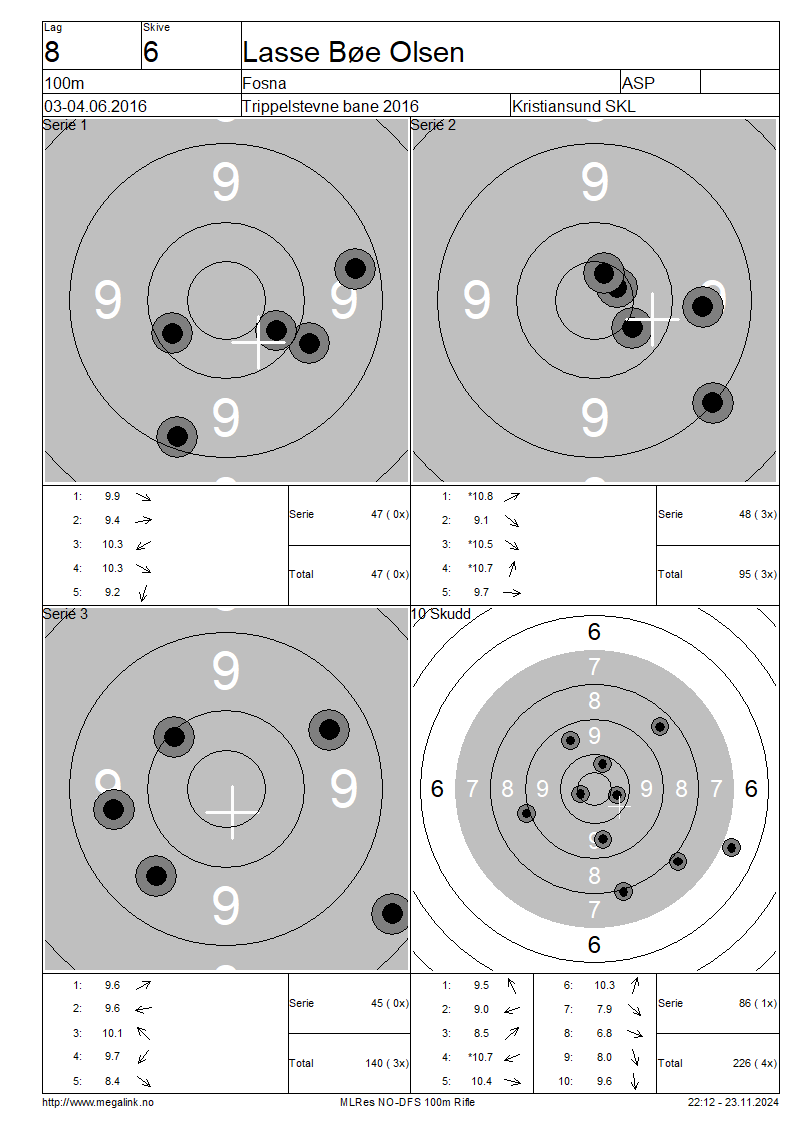 Lag Skive
8 6 Lasse Bøe Olsen
100m Fosna ASP
03-04.06.2016 Trippelstevne bane 2016 Kristiansund SKL
Serie 1 Serie 2
9 9
9 9 9 9
9 9
1: 9.9
2: 9.4
3: 10.3
4: 10.3
5: 9.2
Serie 47 ( 0x)
Total 47 ( 0x)
1: *10.8
2: 9.1
3: *10.5
4: *10.7
5: 9.7
Serie 48 ( 3x)
Total 95 ( 3x)
Serie 3 10 Skudd
9
9 9
9
6
7
8
9
6 7 8 9 9 8 7 6
9
8
7
6
1: 9.6
2: 9.6
3: 10.1
4: 9.7
5: 8.4
Serie 45 ( 0x)
Total 140 ( 3x)
1: 9.5 6: 10.3
2: 9.0 7: 7.9
3: 8.5 8: 6.8
4: *10.7 9: 8.0
5: 10.4 10: 9.6
Serie 86 ( 1x)
Total 226 ( 4x)
http://www.megalink.no MLRes NO-DFS 100m Rifle 22:12 - 23.11.2024